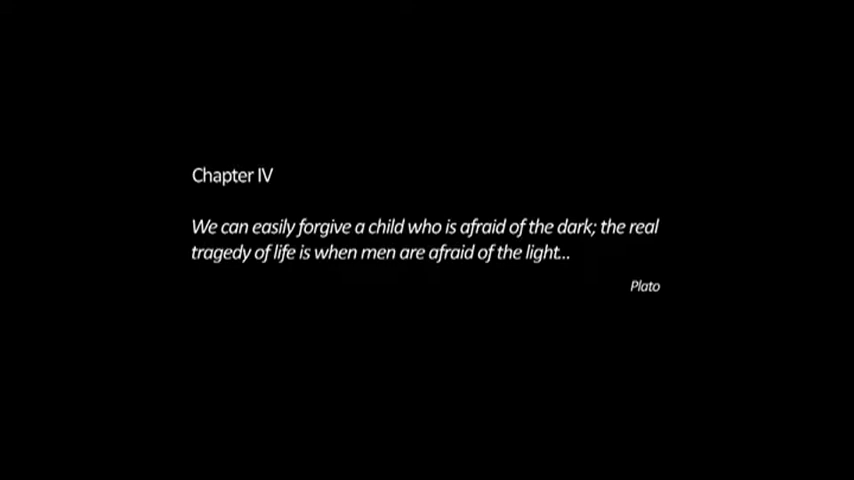 Chapter IV
We can easily forgive a child who is afraid of the dark; the real
tragedy of life is when men are afraid of the light...
Plato